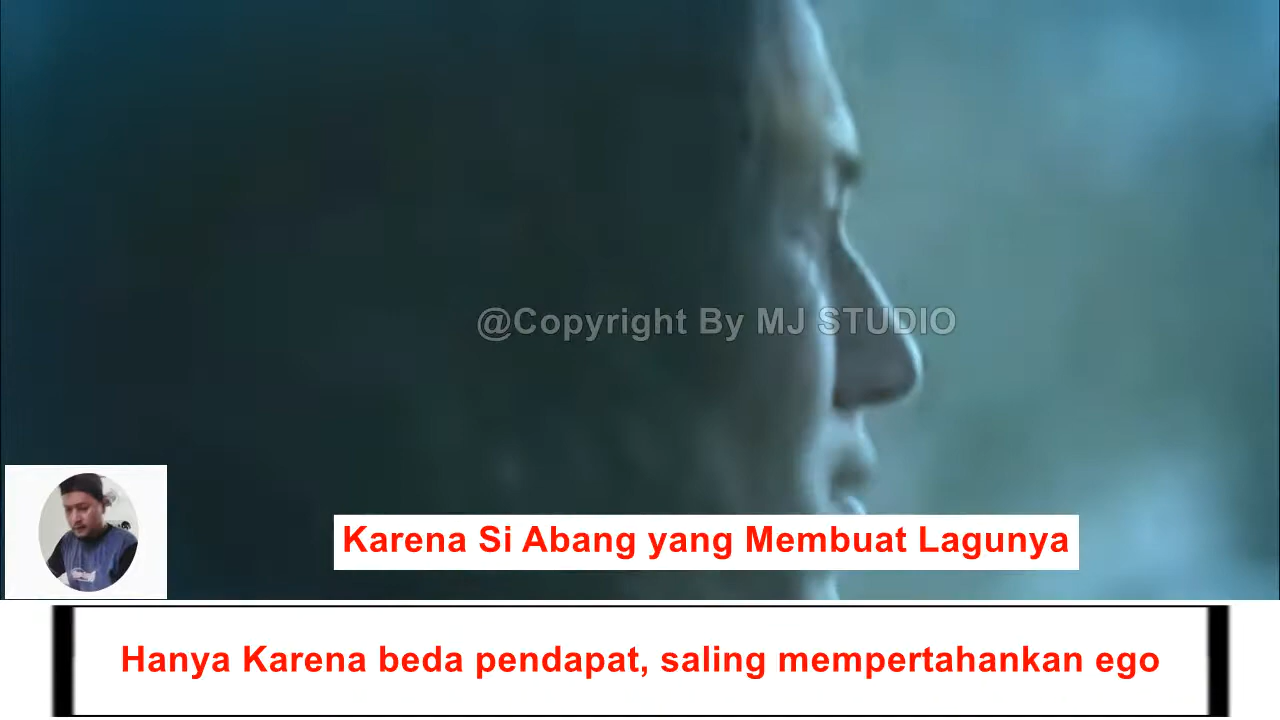 @Copyright By MJ STUDIO
Karena Si Abang yang Membuat Lagunya
Hanya Karena beda pendapat, saling mempertahankan ego